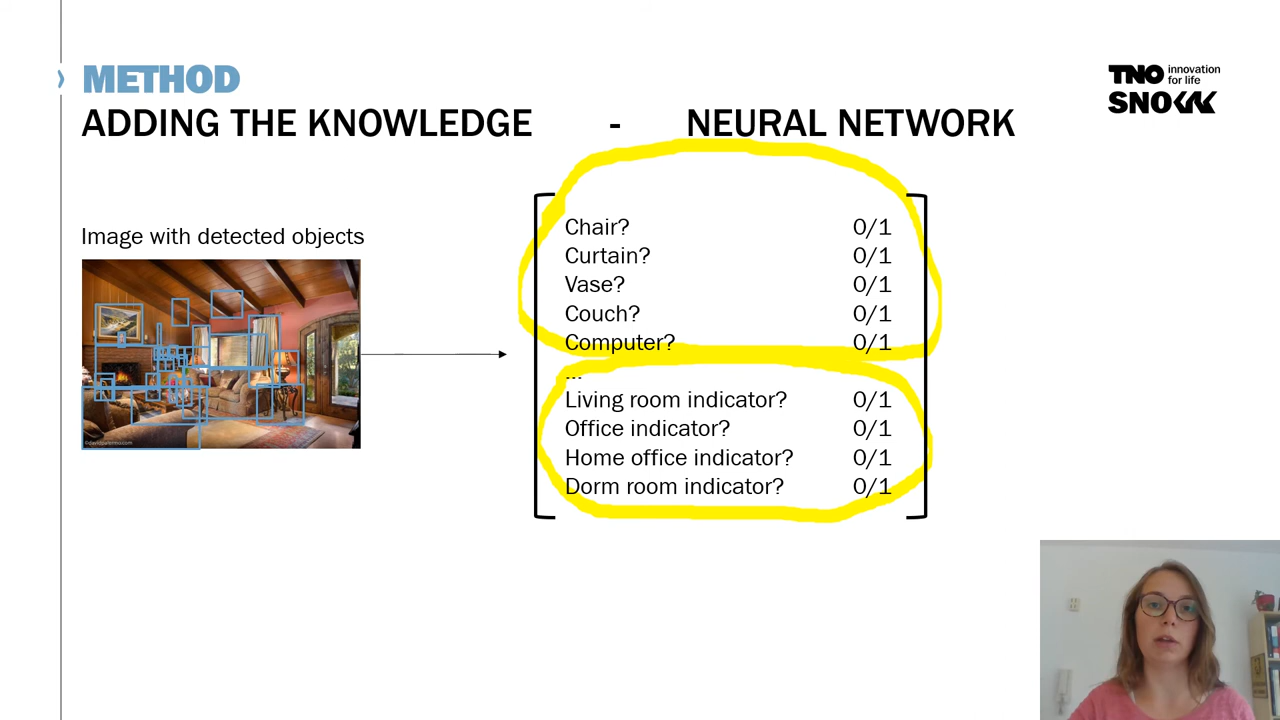 METHOD
ADDING THE KNOWLEDGE - NEURAL NETWORK
TNO innovation for life
SNOW
Image with detected objects
Chair? 0/1
Curtain? 0/1
Vase? 0/1
Couch? 0/1
Computer? 0/1
...
Living room indicator? 0/1
Office indicator? 0/1
Home office indicator? 0/1
Dorm room indicator? 0/1